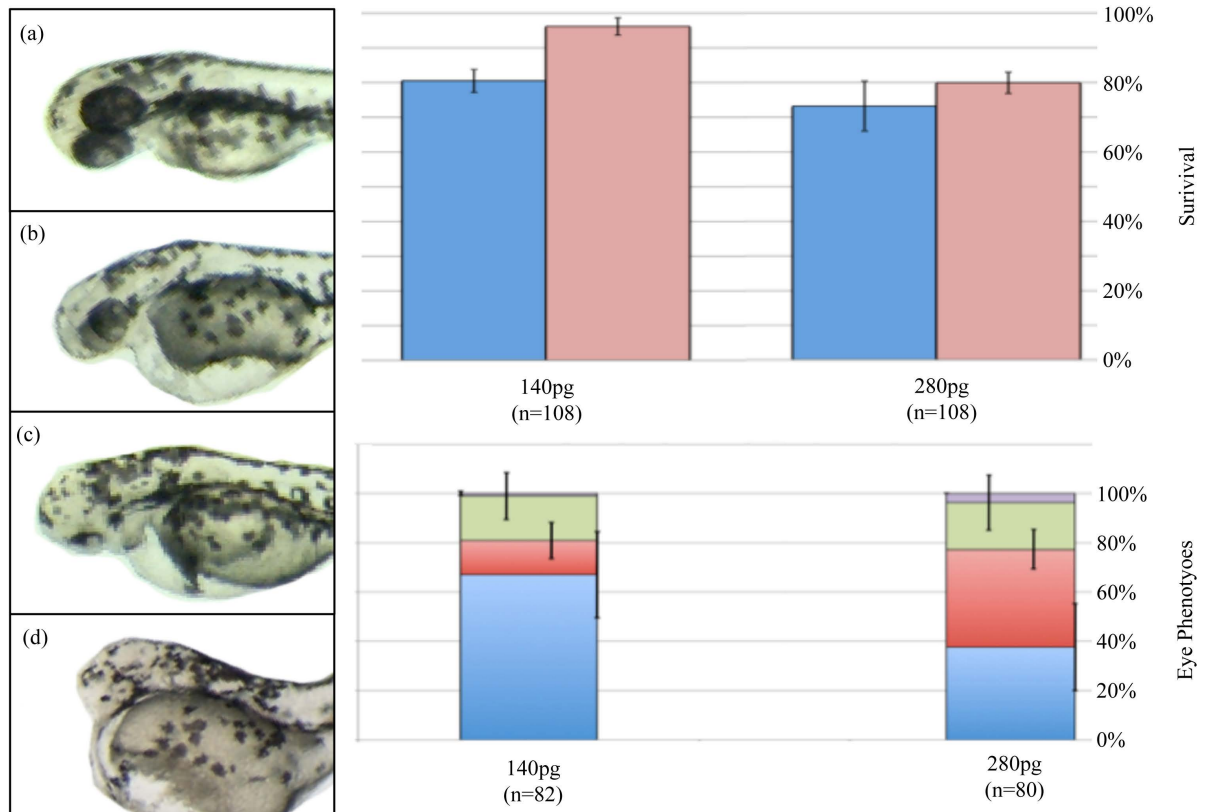 (a)
(b)
(c)
(d)
100%
80%
60%
40%
20%
0%
Surivival
140pg
(n=108)
280pg
(n=108)
100%
80%
60%
40%
20%
0%
Eye Phenotyoes
140pg
(n=82)
280pg
(n=80)